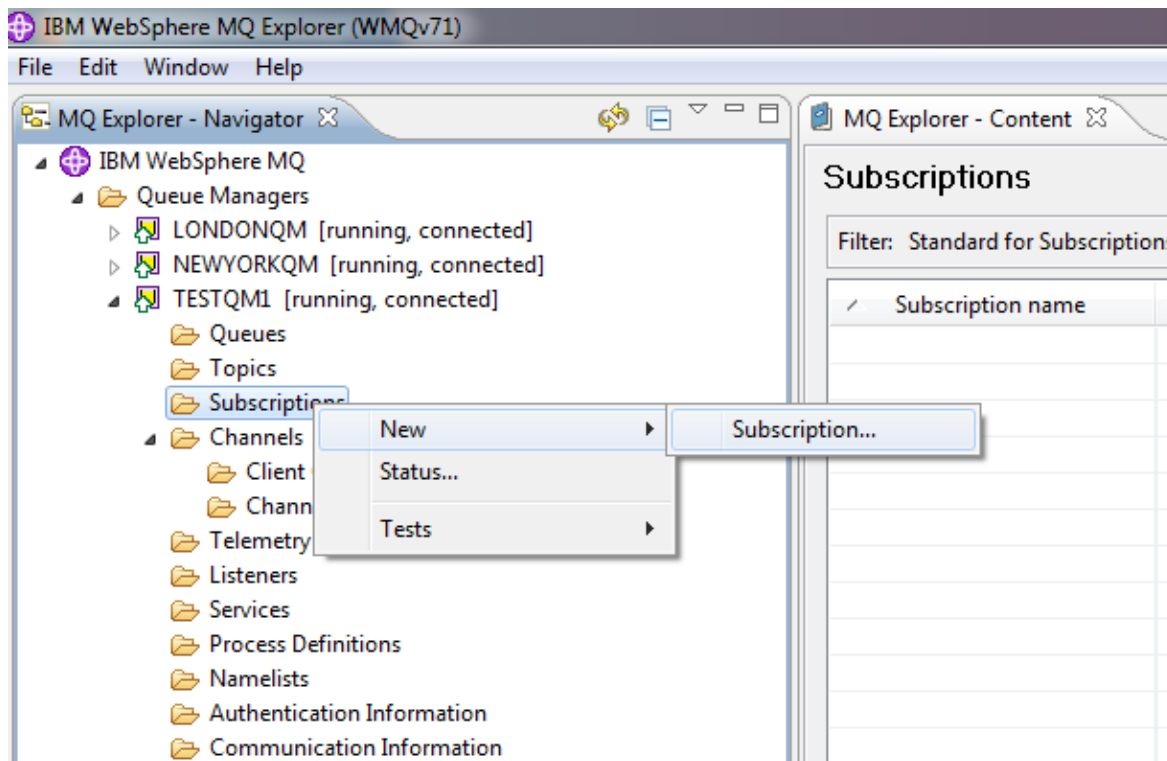 IBM WebSphere MQ Explorer (WMQv71)
File Edit Window Help
MQ Explorer - Navigator
MQ Explorer - Content
IBM WebSphere MQ
Queue Managers
LONDONQM [running, connected]
NEWYORKQM [running, connected]
TESTQM1 [running, connected]
Queues
Topics
Subscriptions
Channels
Client
Chann
Telemetry
Listeners
Services
Process Definitions
Namelists
Authentication Information
Communication Information
New
Status...
Tests
Subscription...
Subscriptions
Filter: Standard for Subscriptions
Subscription name